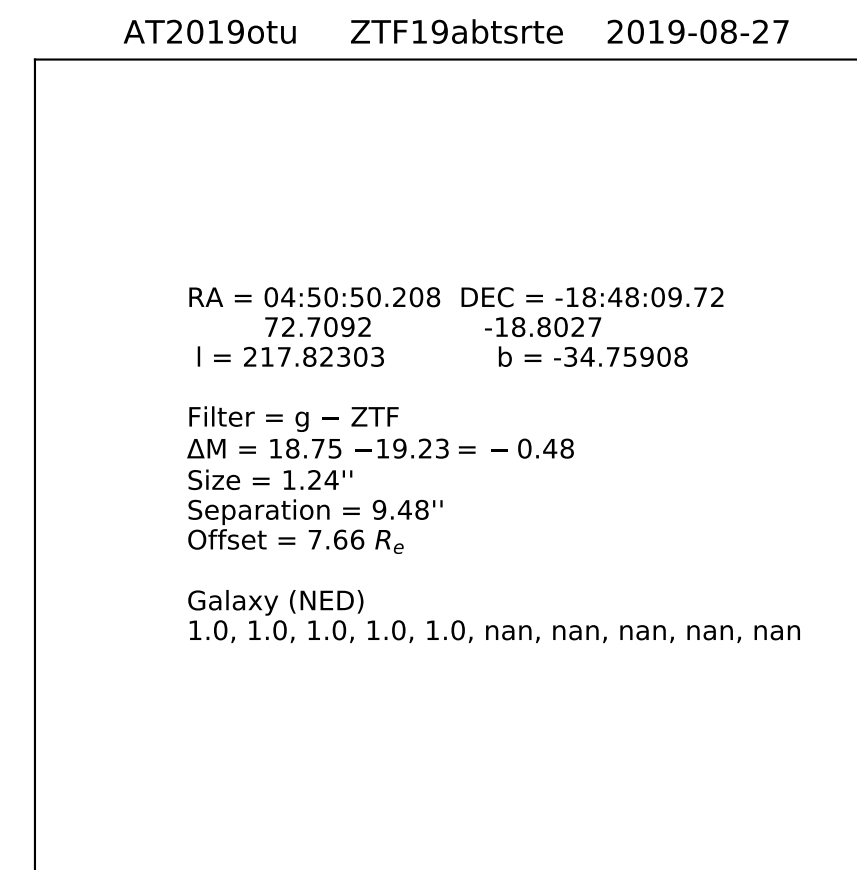 AT2019otu ZTF19abtsrte 2019-08-27
RA = 04:50:50.208 DEC = -18:48:09.72
72.7092 -18.8027
l = 217.82303 b = -34.75908
Filter = g − ZTF
ΔM = 18.75 −19.23 = − 0.48
Size = 1.24''
Separation = 9.48''
Offset = 7.66 Rₑ
Galaxy (NED)
1.0, 1.0, 1.0, 1.0, 1.0, nan, nan, nan, nan, nan